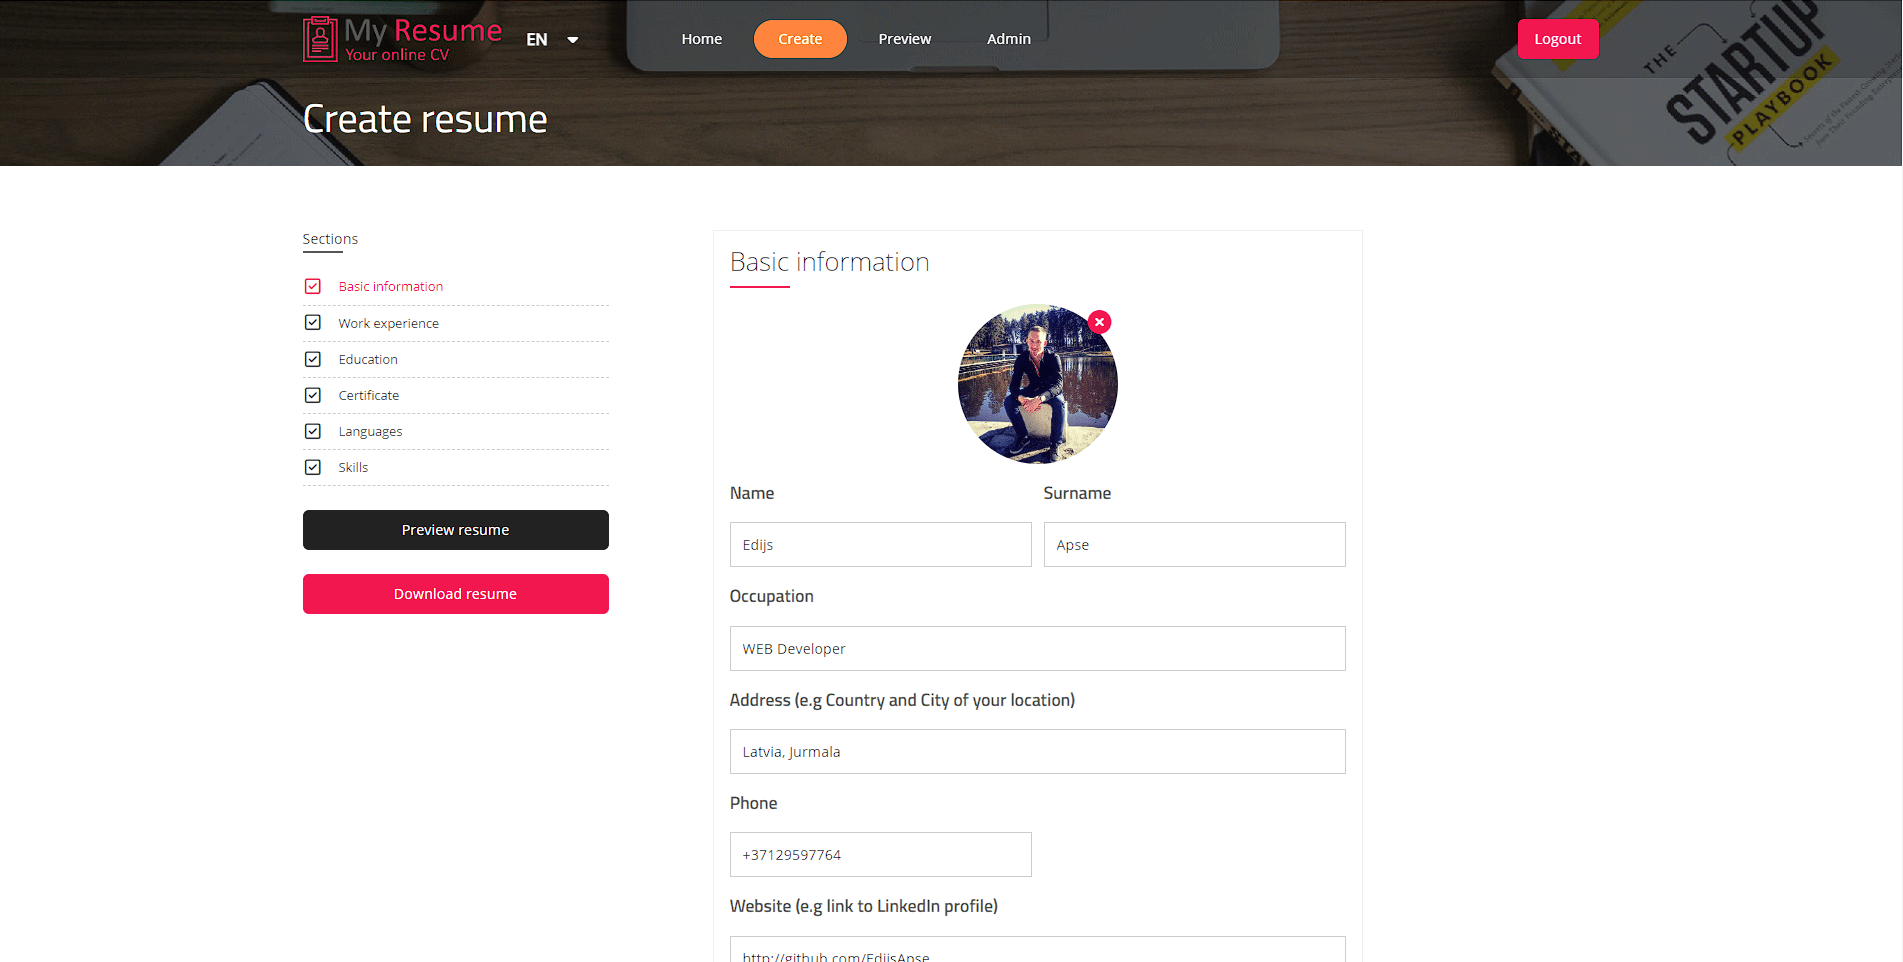 My Resume
Your online CV
EN
Home
Create
Preview
Admin
Logout
THE
STARTUP
PLAYBOOK
Create resume
Sections
Basic information
Work experience
Education
Certificate
Languages
Skills
Preview resume
Download resume
Basic information
Name
Surname
Edijs
Apse
Occupation
WEB Developer
Address (e.g Country and City of your location)
Latvia, Jurmala
Phone
+37129597764
Website (e.g link to LinkedIn profile)
http://github.com/EdijsApse